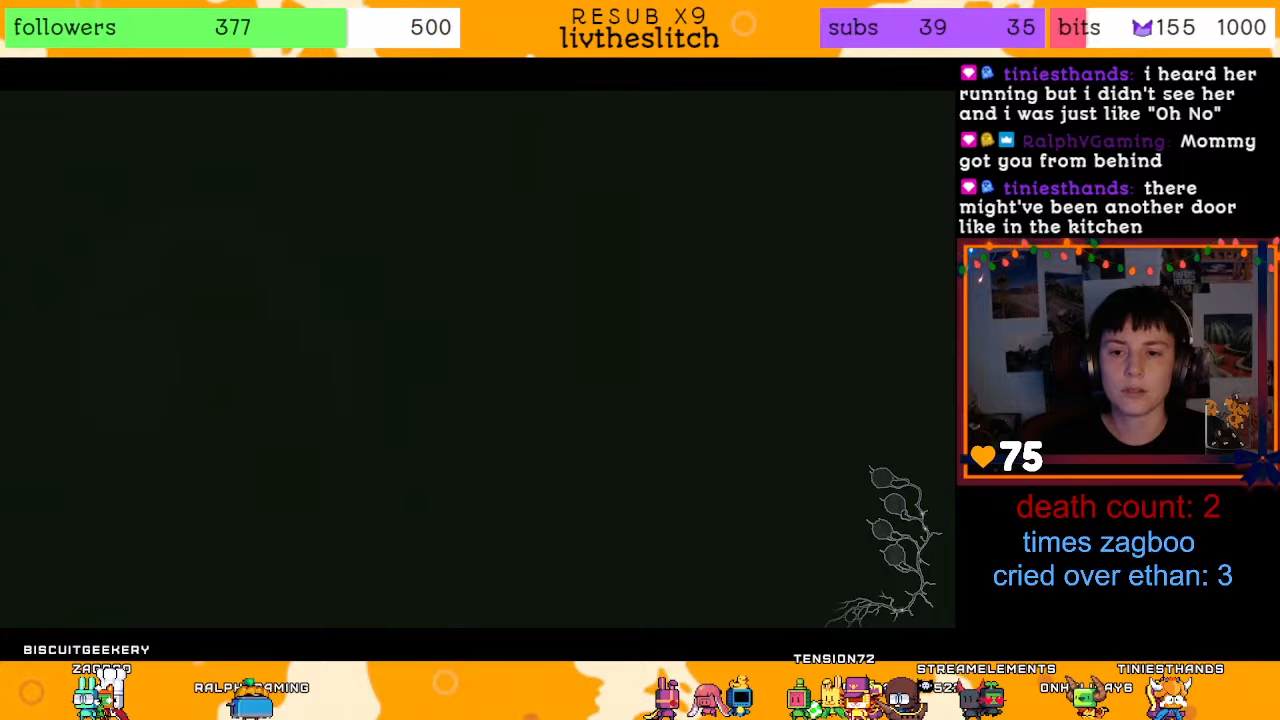 followers 377 500
RESUB X9
livtheslitch
subs 39 35
bits 155 1000
tiniesthands: i heard her
running but i didn't see her
and i was just like "Oh No"
RalphVGaming: Mommy
got you from behind
tiniesthands: there
might've been another door
like in the kitchen
75
death count: 2
times zagboo
cried over ethan: 3
BISCUITGEEKERY
ZAGBOO
TENSION72
STREAMELEMENTS
TINIESTHANDS